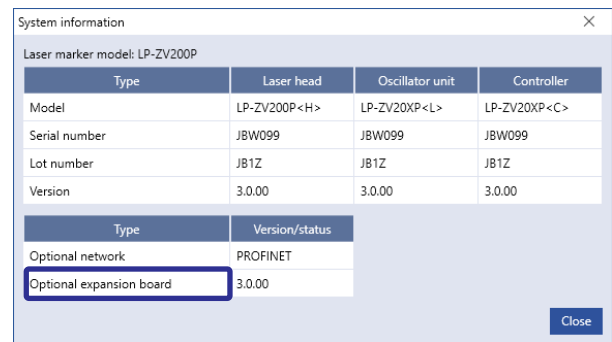 System information
Laser marker model: LP-ZV200P
Type Laser head Oscillator unit Controller
Model LP-ZV200P<H> LP-ZV20XP<L> LP-ZV20XP<C>
Serial number JBW099 JBW099 JBW099
Lot number JB1Z JB1Z JB1Z
Version 3.0.00 3.0.00 3.0.00
Type Version/status
Optional network PROFINET
Optional expansion board 3.0.00
Close